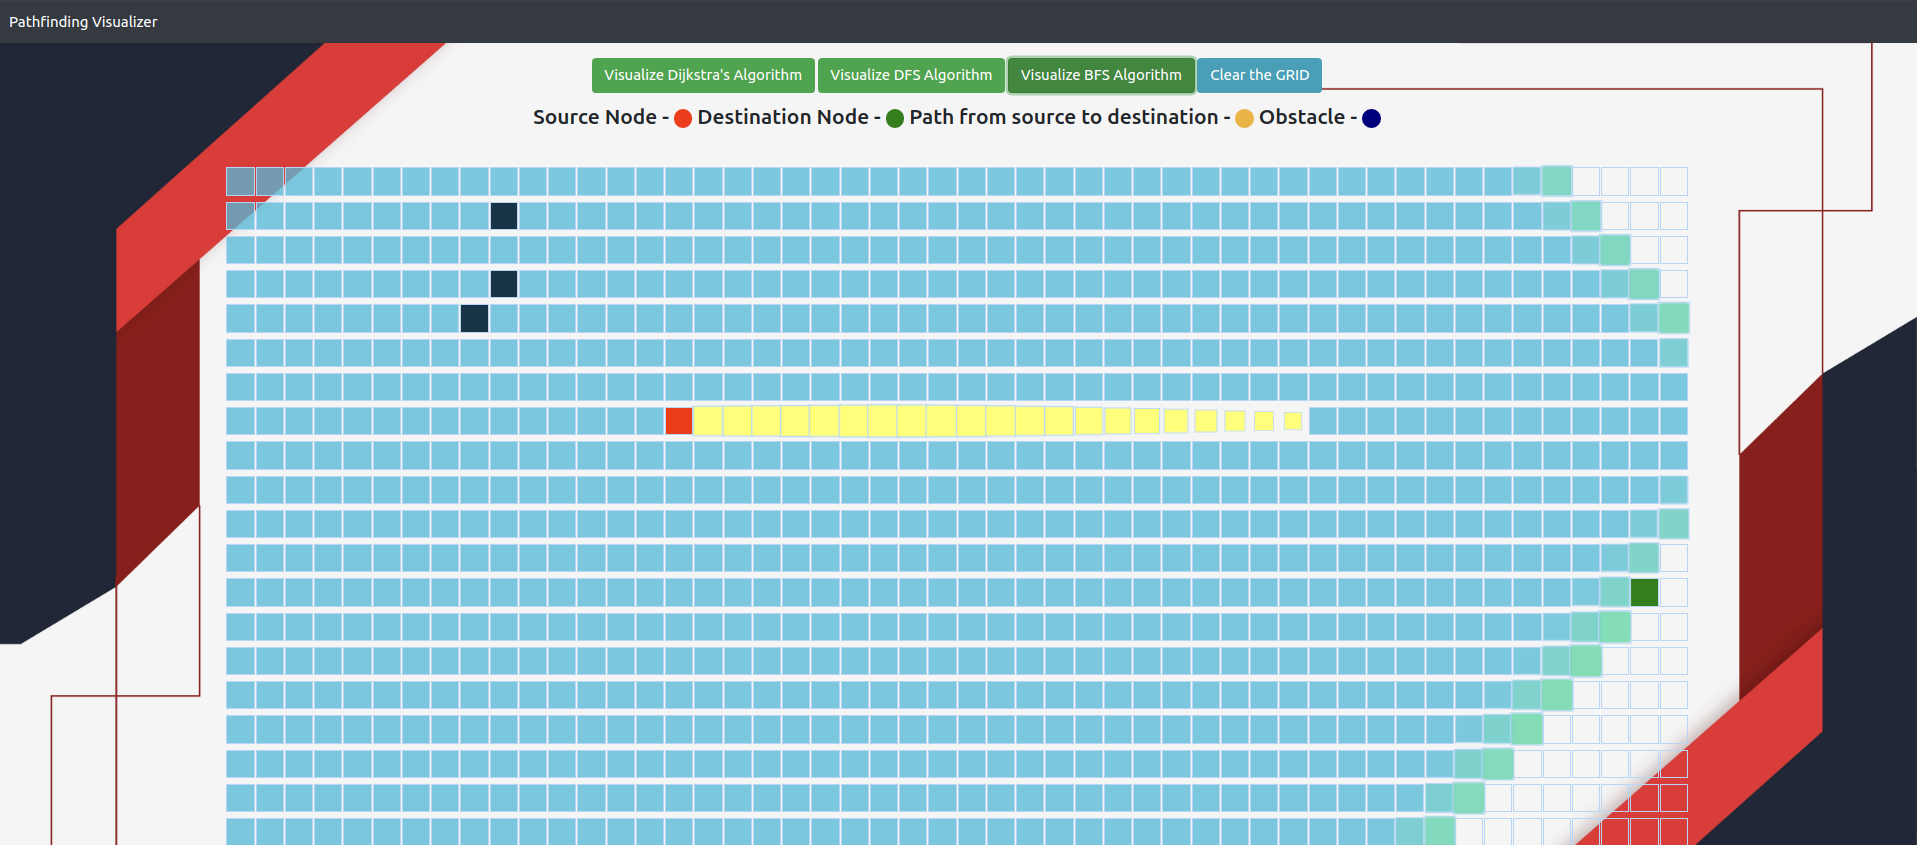 Pathfinding Visualizer
Visualize Dijkstra's Algorithm Visualize DFS Algorithm Visualize BFS Algorithm Clear the GRID
Source Node - Destination Node - Path from source to destination - Obstacle -